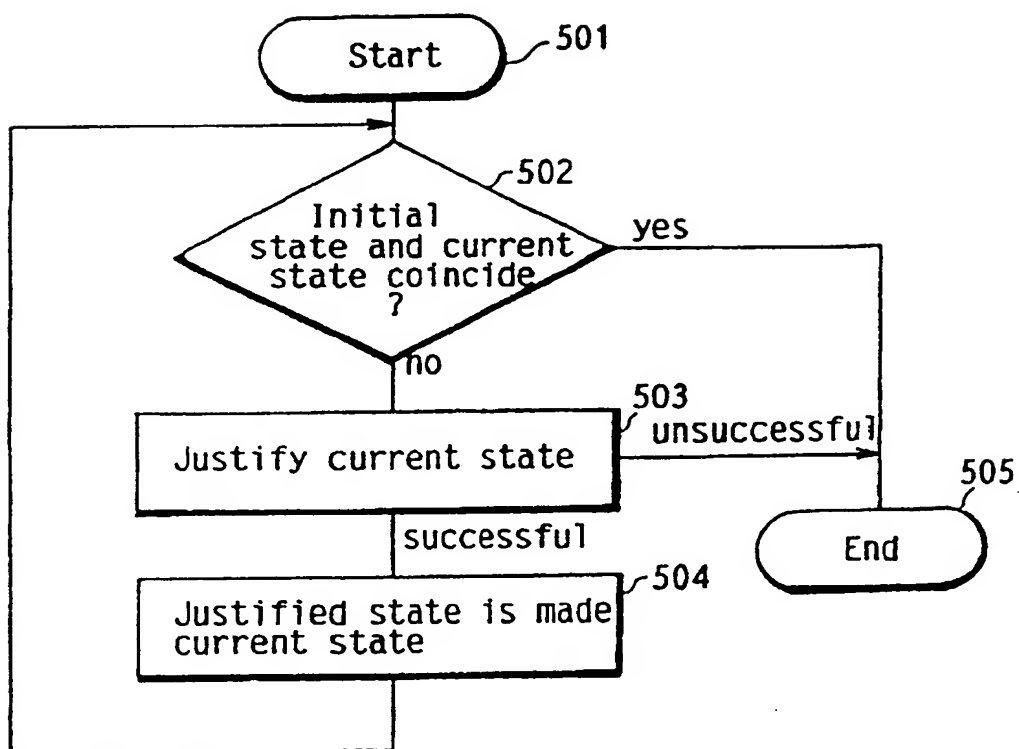 Start
501
502
Initial
state and current
state coincide
?
yes
no
503
Justify current state
unsuccessful
505
successful
End
504
Justified state is made
current state